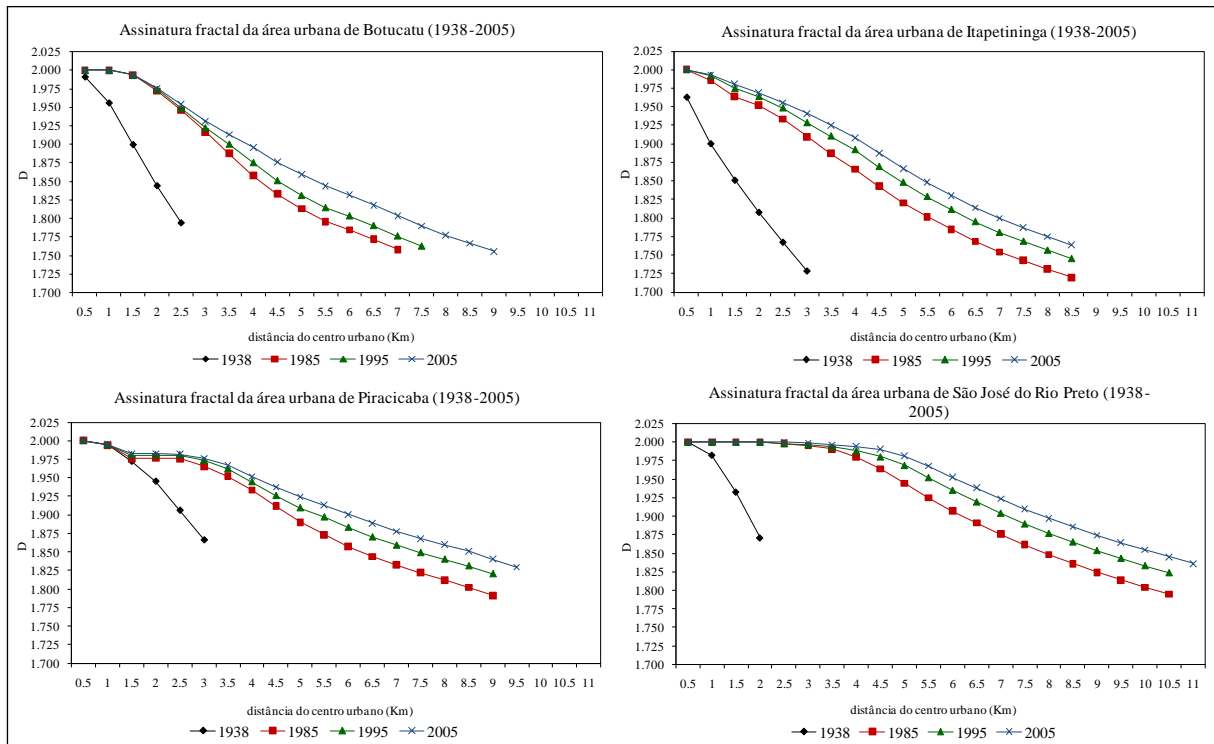 Assinatura fractal da área urbana de Botucatu (1938-2005)
2.025
2.000
1.975
1.950
1.925
1.900
1.875
1.850
1.825
1.800
1.775
1.750
1.725
1.700
D
0.5 1 1.5 2 2.5 3 3.5 4 4.5 5 5.5 6 6.5 7 7.5 8 8.5 9 9.5 10 10.5 11
distância do centro urbano (Km)
1938 1985 1995 2005
Assinatura fractal da área urbana de Itapetininga (1938-2005)
2.025
2.000
1.975
1.950
1.925
1.900
1.875
1.850
1.825
1.800
1.775
1.750
1.725
1.700
D
0.5 1 1.5 2 2.5 3 3.5 4 4.5 5 5.5 6 6.5 7 7.5 8 8.5 9 9.5 10 10.5 11
distância do centro urbano (Km)
1938 1985 1995 2005
Assinatura fractal da área urbana de Piracicaba (1938-2005)
2.025
2.000
1.975
1.950
1.925
1.900
1.875
1.850
1.825
1.800
1.775
1.750
1.725
1.700
D
0.5 1 1.5 2 2.5 3 3.5 4 4.5 5 5.5 6 6.5 7 7.5 8 8.5 9 9.5 10 10.5 11
distância do centro urbano (Km)
1938 1985 1995 2005
Assinatura fractal da área urbana de São José do Rio Preto (1938-
2005)
2.025
2.000
1.975
1.950
1.925
1.900
1.875
1.850
1.825
1.800
1.775
1.750
1.725
1.700
D
0.5 1 1.5 2 2.5 3 3.5 4 4.5 5 5.5 6 6.5 7 7.5 8 8.5 9 9.5 10 10.5 11
distância do centro urbano (Km)
1938 1985 1995 2005